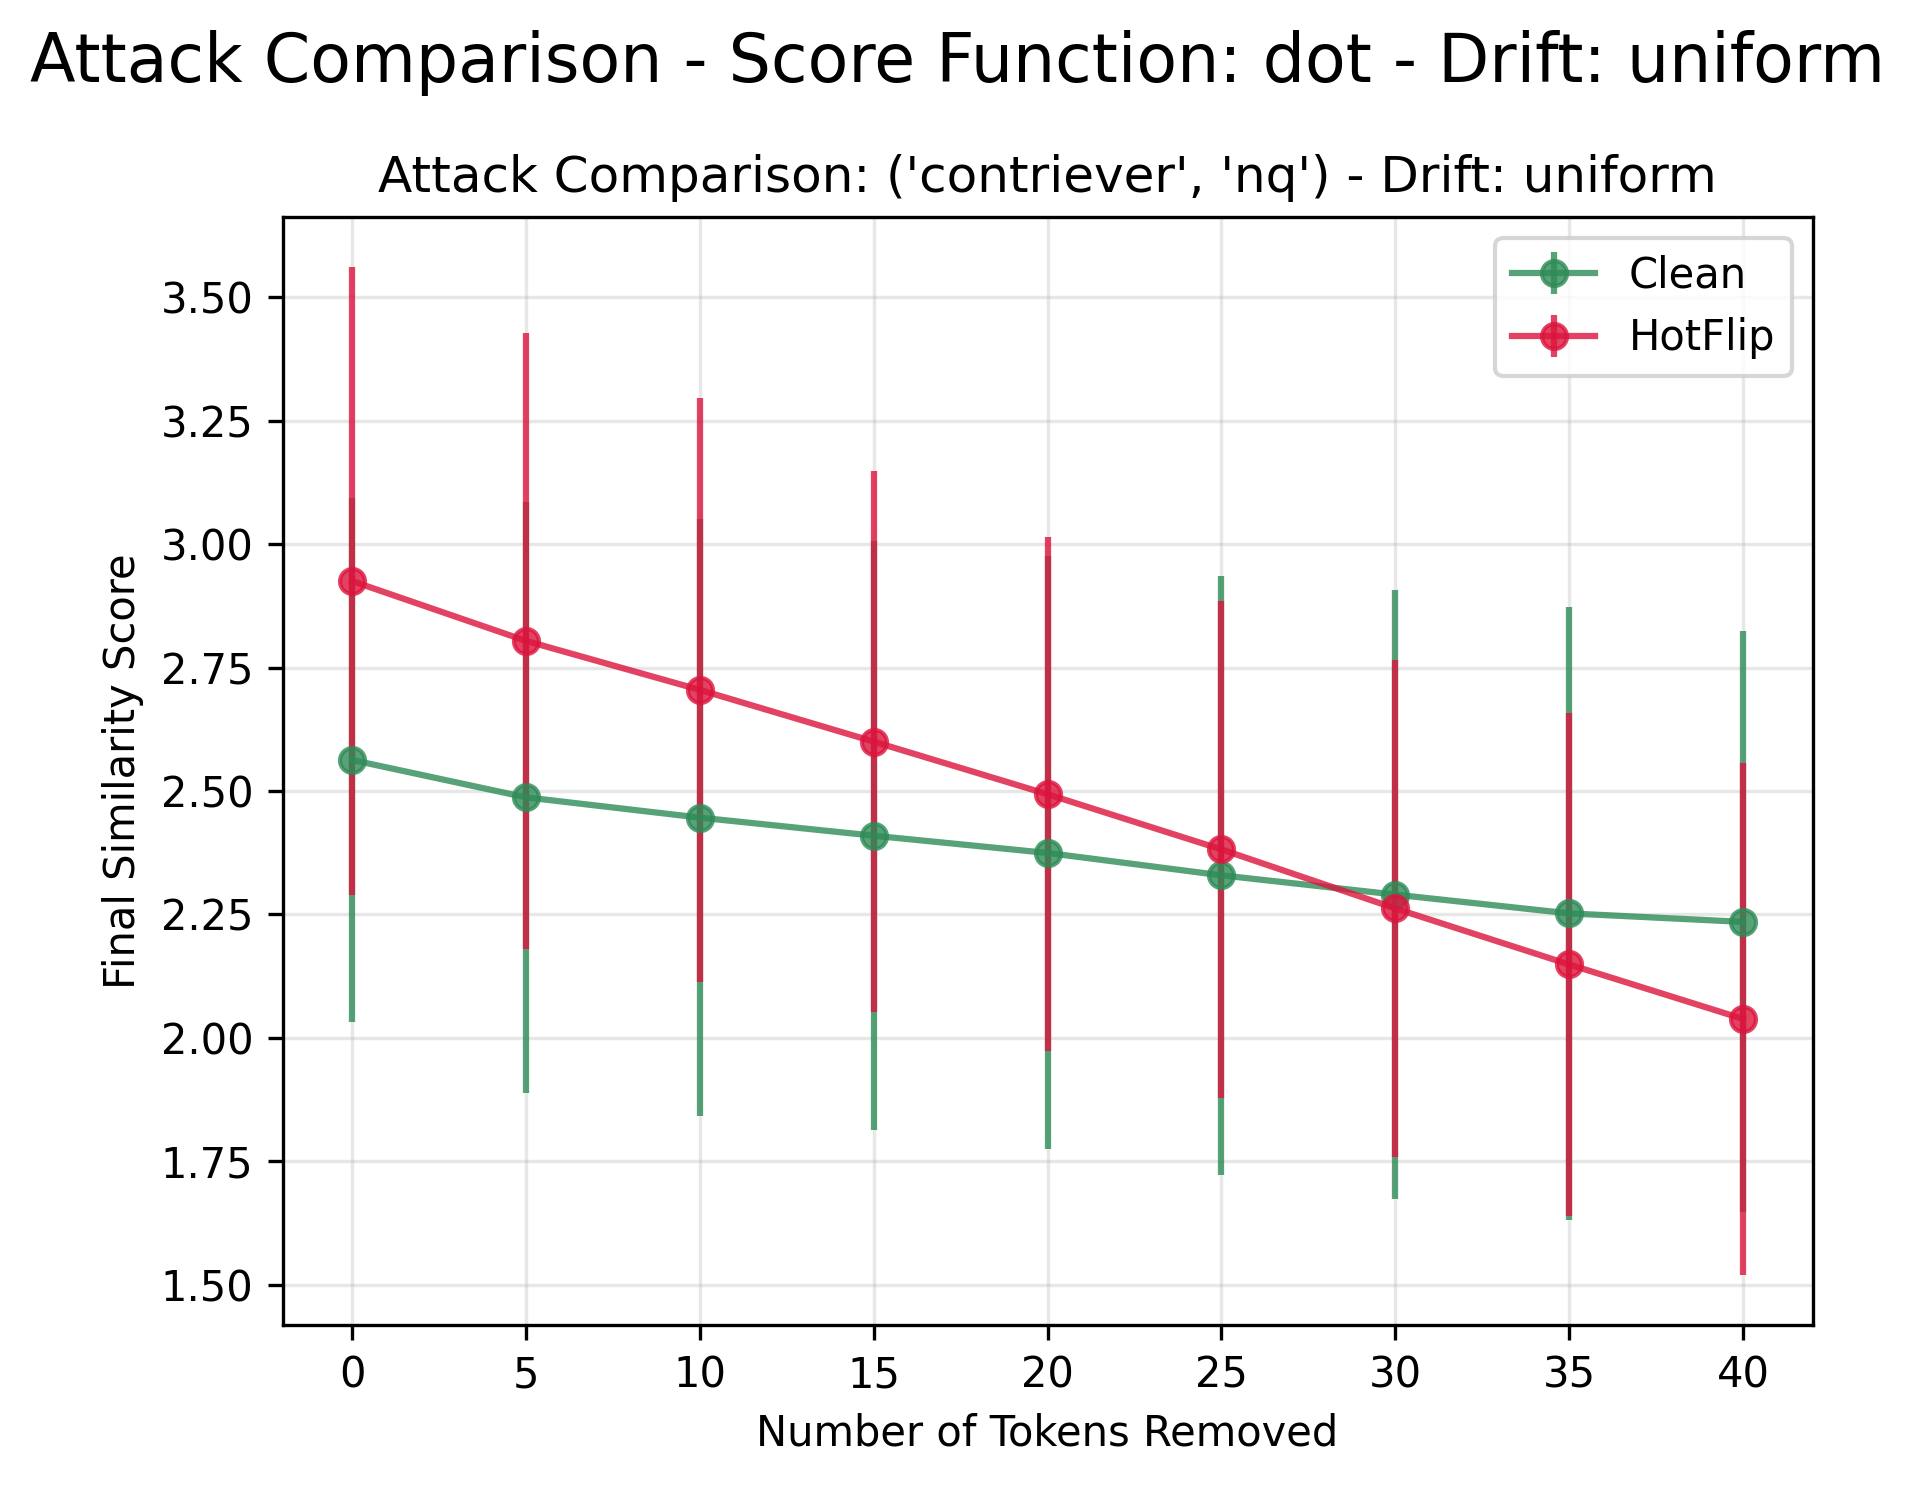 Attack Comparison - Score Function: dot - Drift: uniform
Attack Comparison: ('contriever', 'nq') - Drift: uniform
Clean
HotFlip
Final Similarity Score
3.50
3.25
3.00
2.75
2.50
2.25
2.00
1.75
1.50
0 5 10 15 20 25 30 35 40
Number of Tokens Removed